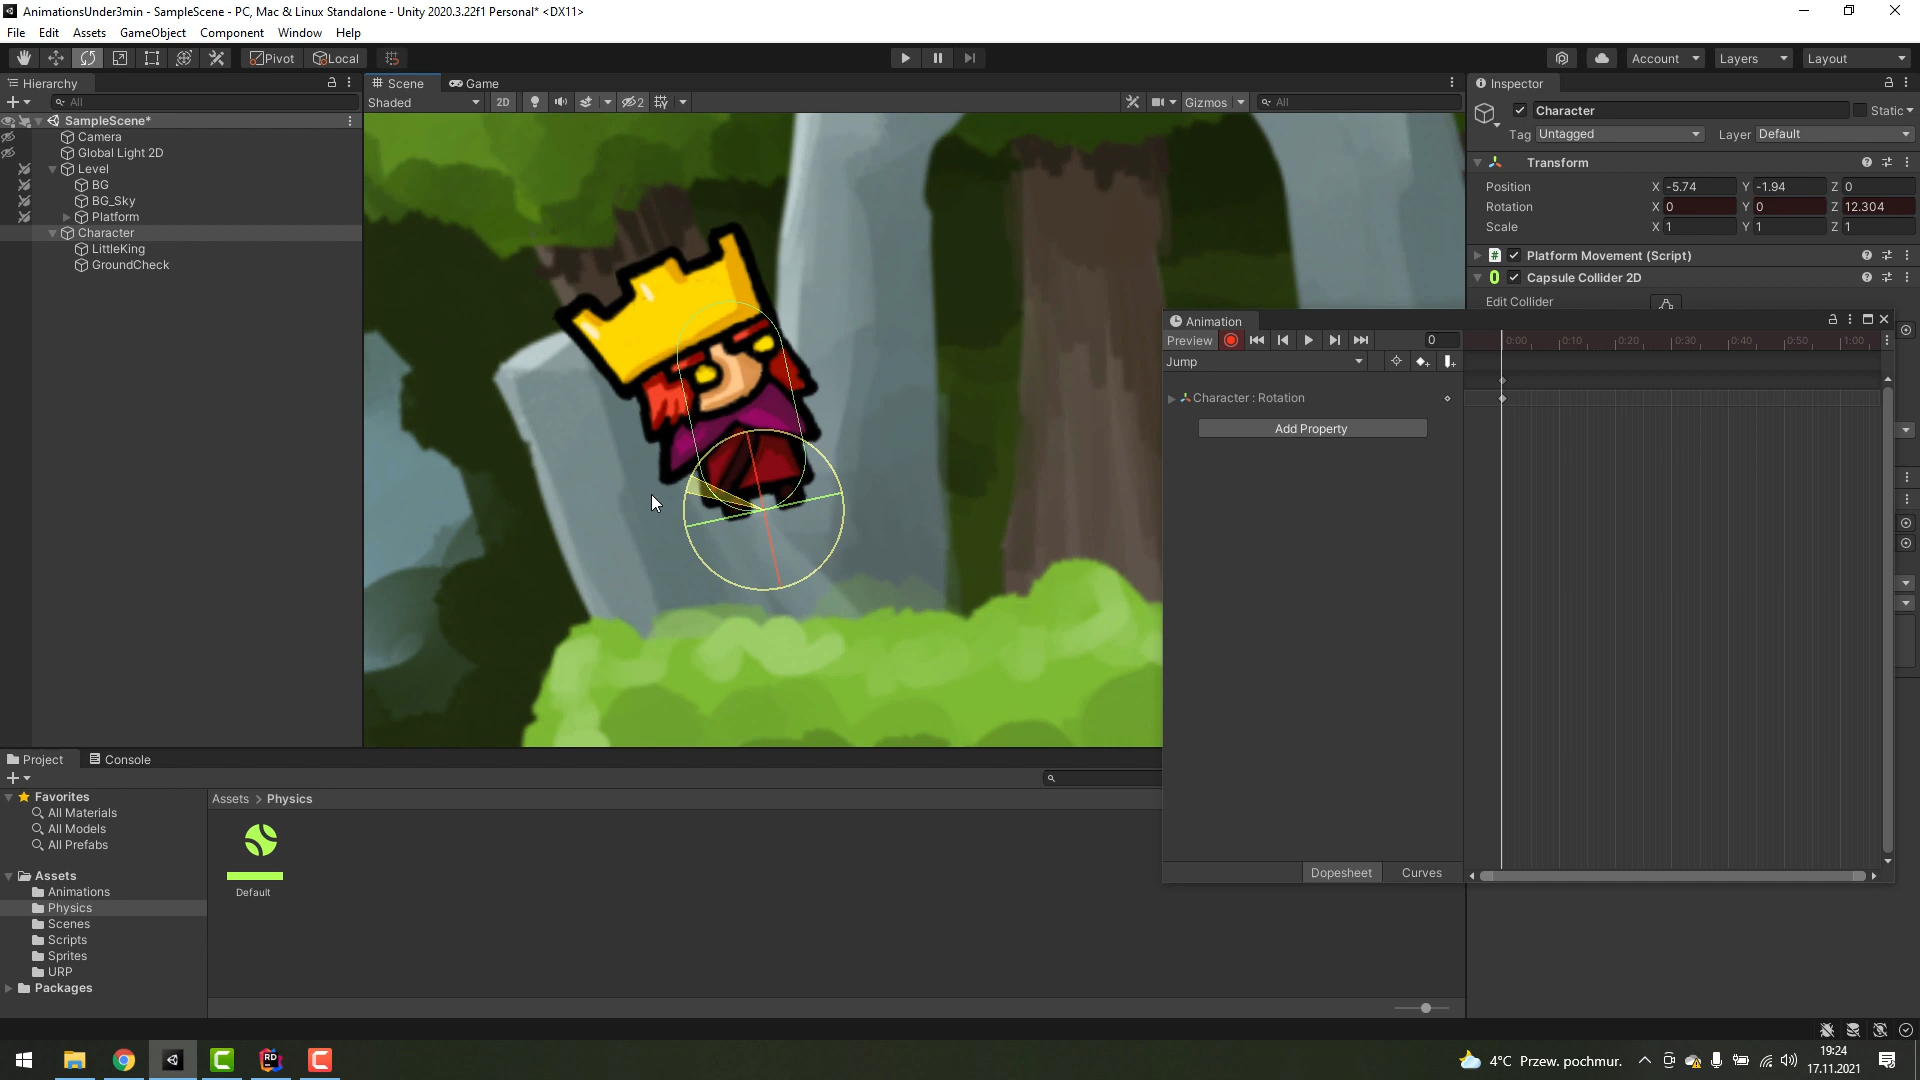 AnimationsUnder3min - SampleScene - PC, Mac & Linux Standalone - Unity 2020.3.22f1 Personal* <DX11>
File Edit Assets GameObject Component Window Help
Pivot Local Account Layers Layout
Hierarchy
All
SampleScene*
Camera
Global Light 2D
Level
BG
BG_Sky
Platform
Character
LittleKing
GroundCheck
Scene Game
Shaded 2D 2 Gizmos All
Inspector
Character Static
Tag Untagged Layer Default
Transform
Position X -5.74 Y -1.94 Z 0
Rotation X 0 Y 0 Z 12.304
Scale X 1 Y 1 Z 1
Platform Movement (Script)
Capsule Collider 2D
Edit Collider
Animation
Preview 0 0:00 0:10 0:20 0:30 0:40 0:50 1:00
Jump
Character : Rotation
Add Property
Dopesheet Curves
Project Console
Favorites
All Materials
All Models
All Prefabs
Assets
Animations
Physics
Scenes
Scripts
Sprites
URP
Packages
Assets > Physics
Default
RD
4°C Przew. pochmur.
19:24
17.11.2021